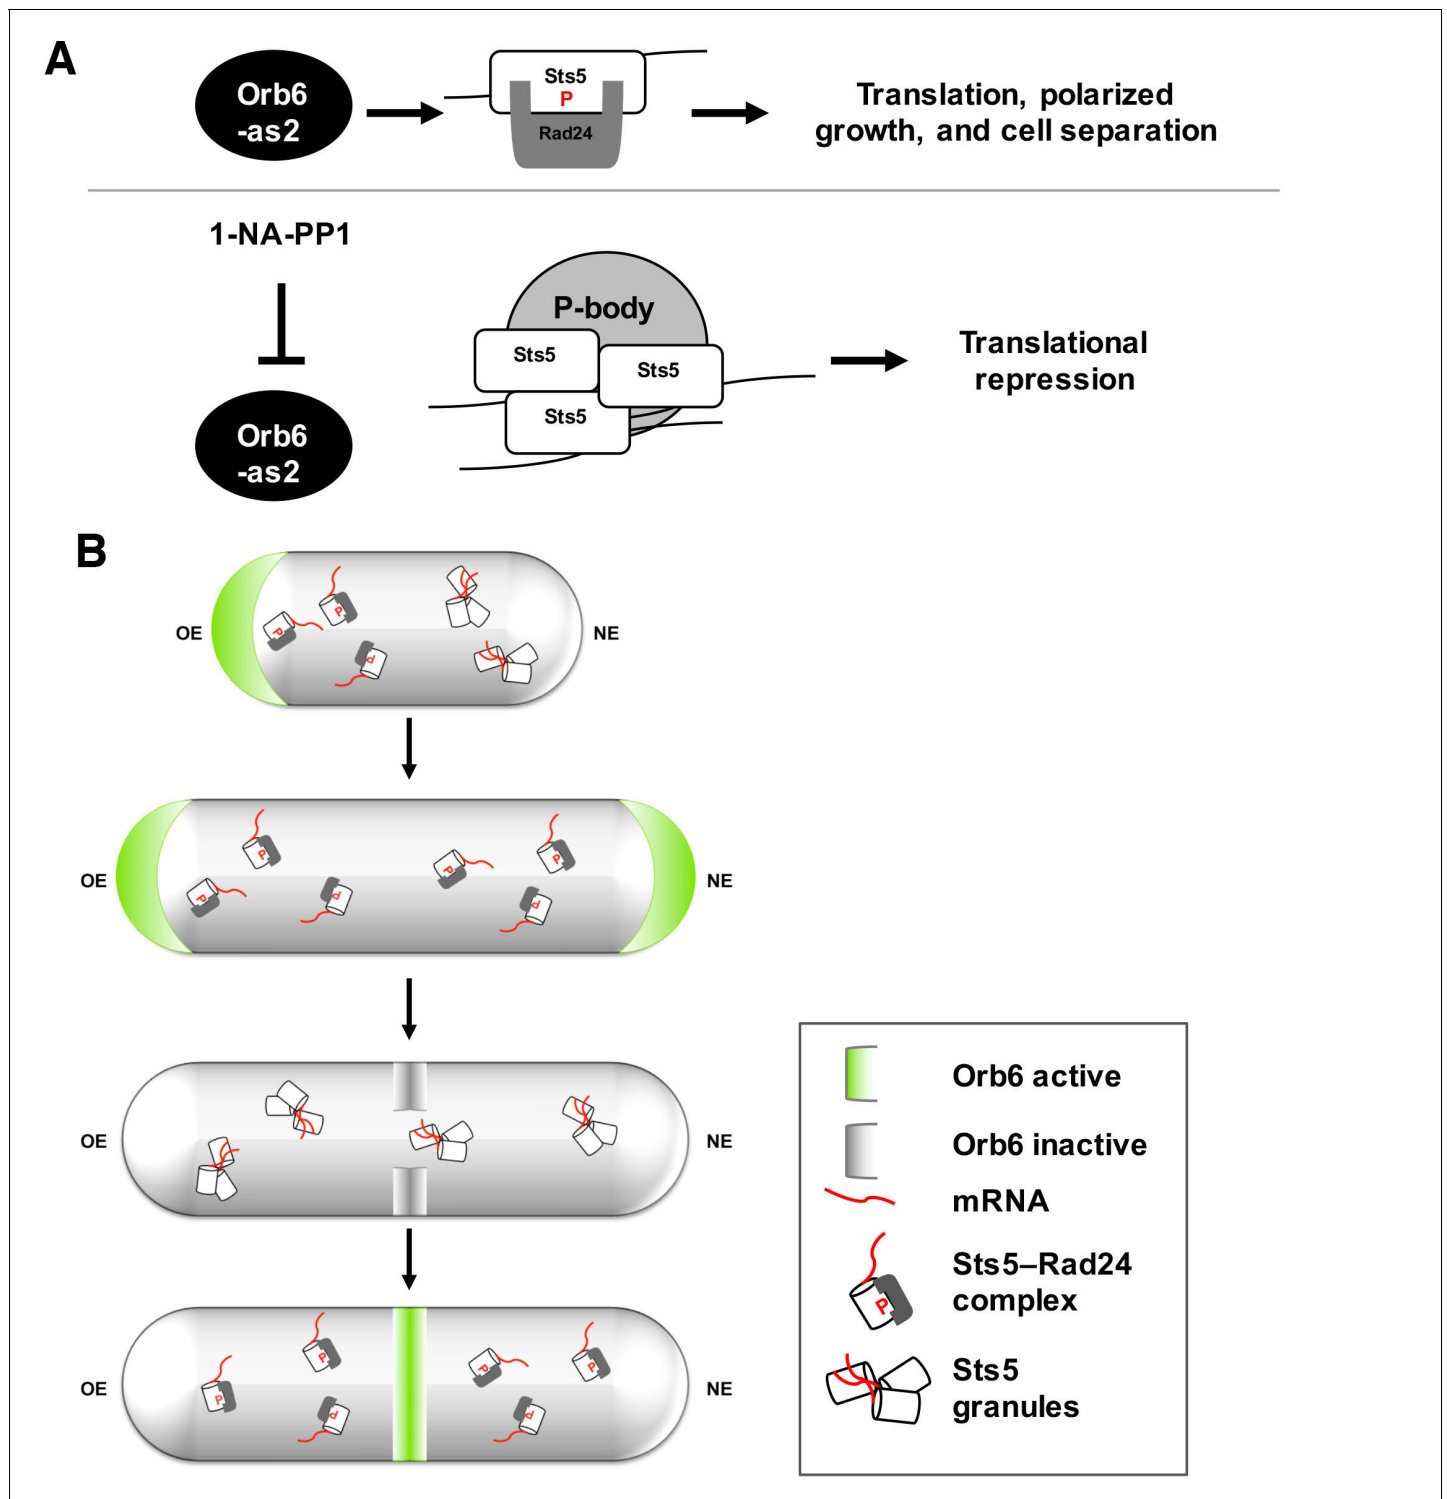 A
Orb6
-as2
Sts5
P
Rad24
Translation, polarized
growth, and cell separation
1-NA-PP1
Orb6
-as2
P-body
Sts5
Sts5
Sts5
Translational
repression
B
OE
P
P
P
NE
OE
P
P
P
P
P
P
NE
OE
NE
OE
P
P
P
P
P
P
NE
Orb6 active
Orb6 inactive
mRNA
P
Sts5–Rad24
complex
Sts5
granules